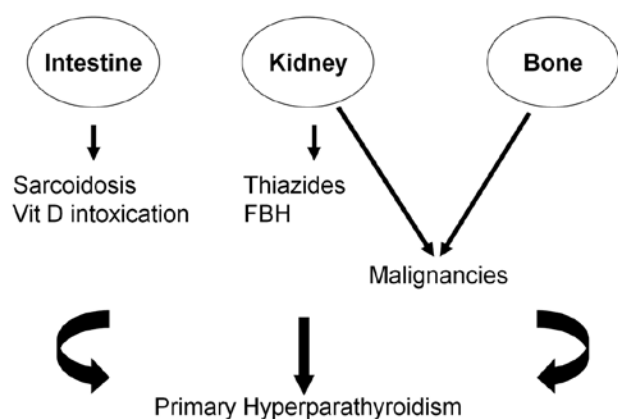 Intestine
Kidney
Bone
Sarcoidosis
Vit D intoxication
Thiazides
FBH
Malignancies
Primary Hyperparathyroidism